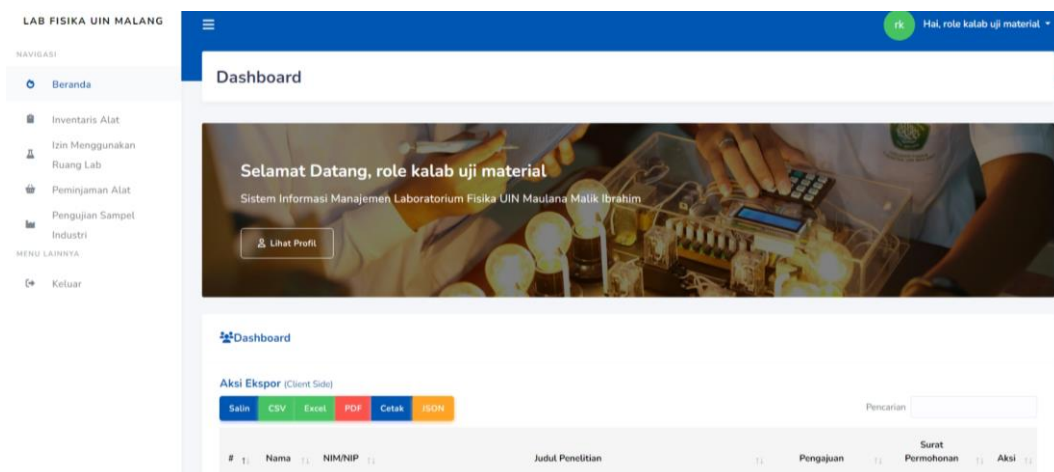 LAB FISIKA UIN MALANG
NAVIGASI
Beranda
Inventaris Alat
Izin Menggunakan
Ruang Lab
Peminjaman Alat
Pengujian Sampel
Industri
MENU LAINNYA
Keluar
rk Hai, role kalab uji material
Dashboard
Selamat Datang, role kalab uji material
Sistem Informasi Manajemen Laboratorium Fisika UIN Maulana Malik Ibrahim
Lihat Profil
Dashboard
Aksi Ekspor (Client Side)
Salin CSV Excel PDF Cetak JSON
Pencarian
# Nama NIM/NIP Judul Penelitian Pengajuan Surat Permohonan Aksi